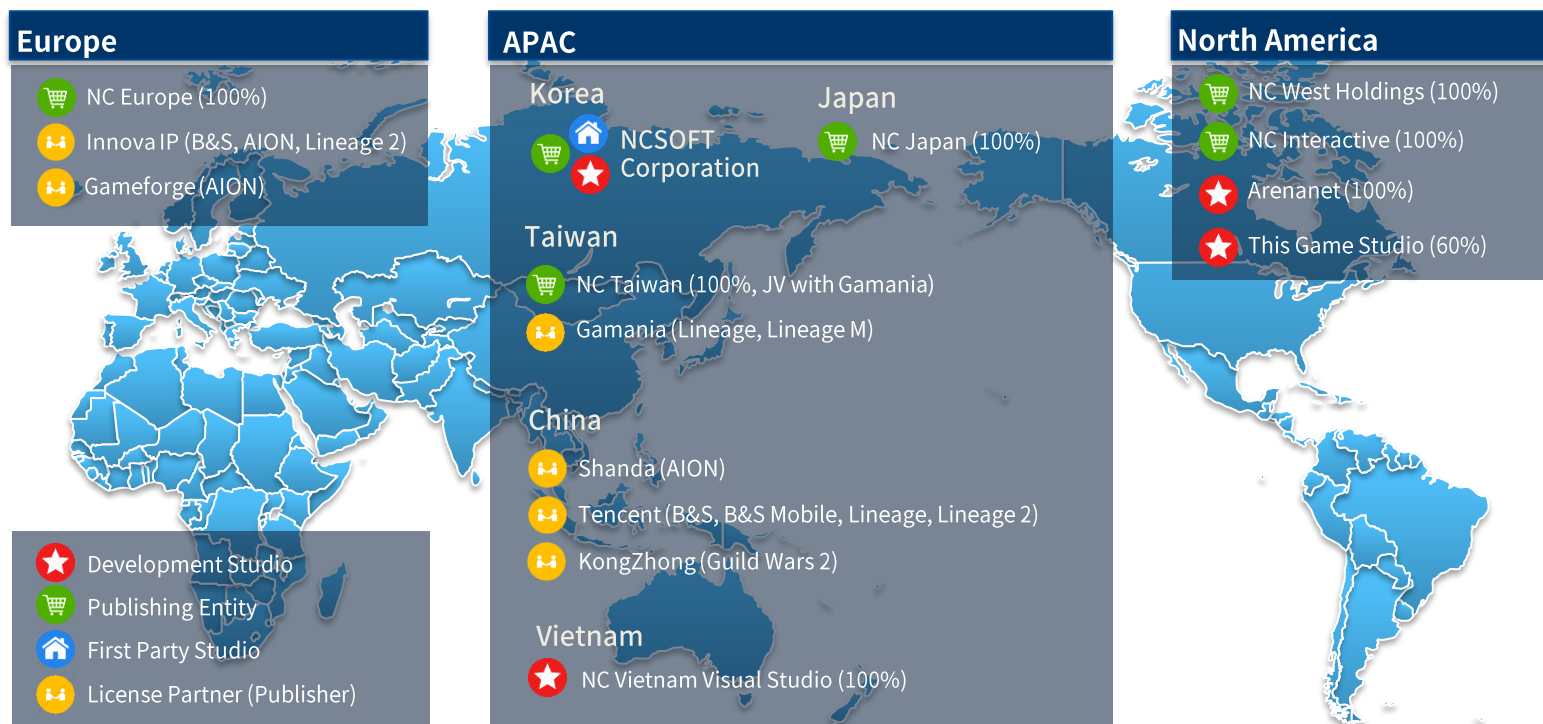 Europe
NC Europe (100%)
Innova IP (B&S, AION, Lineage 2)
Gameforge (AION)
APAC
Korea
NCSOFT
Corporation
Japan
NC Japan (100%)
Taiwan
NC Taiwan (100%, JV with Gamania)
Gamania (Lineage, Lineage M)
China
Shanda (AION)
Tencent (B&S, B&S Mobile, Lineage, Lineage 2)
KongZhong (Guild Wars 2)
Vietnam
NC Vietnam Visual Studio (100%)
North America
NC West Holdings (100%)
NC Interactive (100%)
Arenanet (100%)
This Game Studio (60%)
Development Studio
Publishing Entity
First Party Studio
License Partner (Publisher)